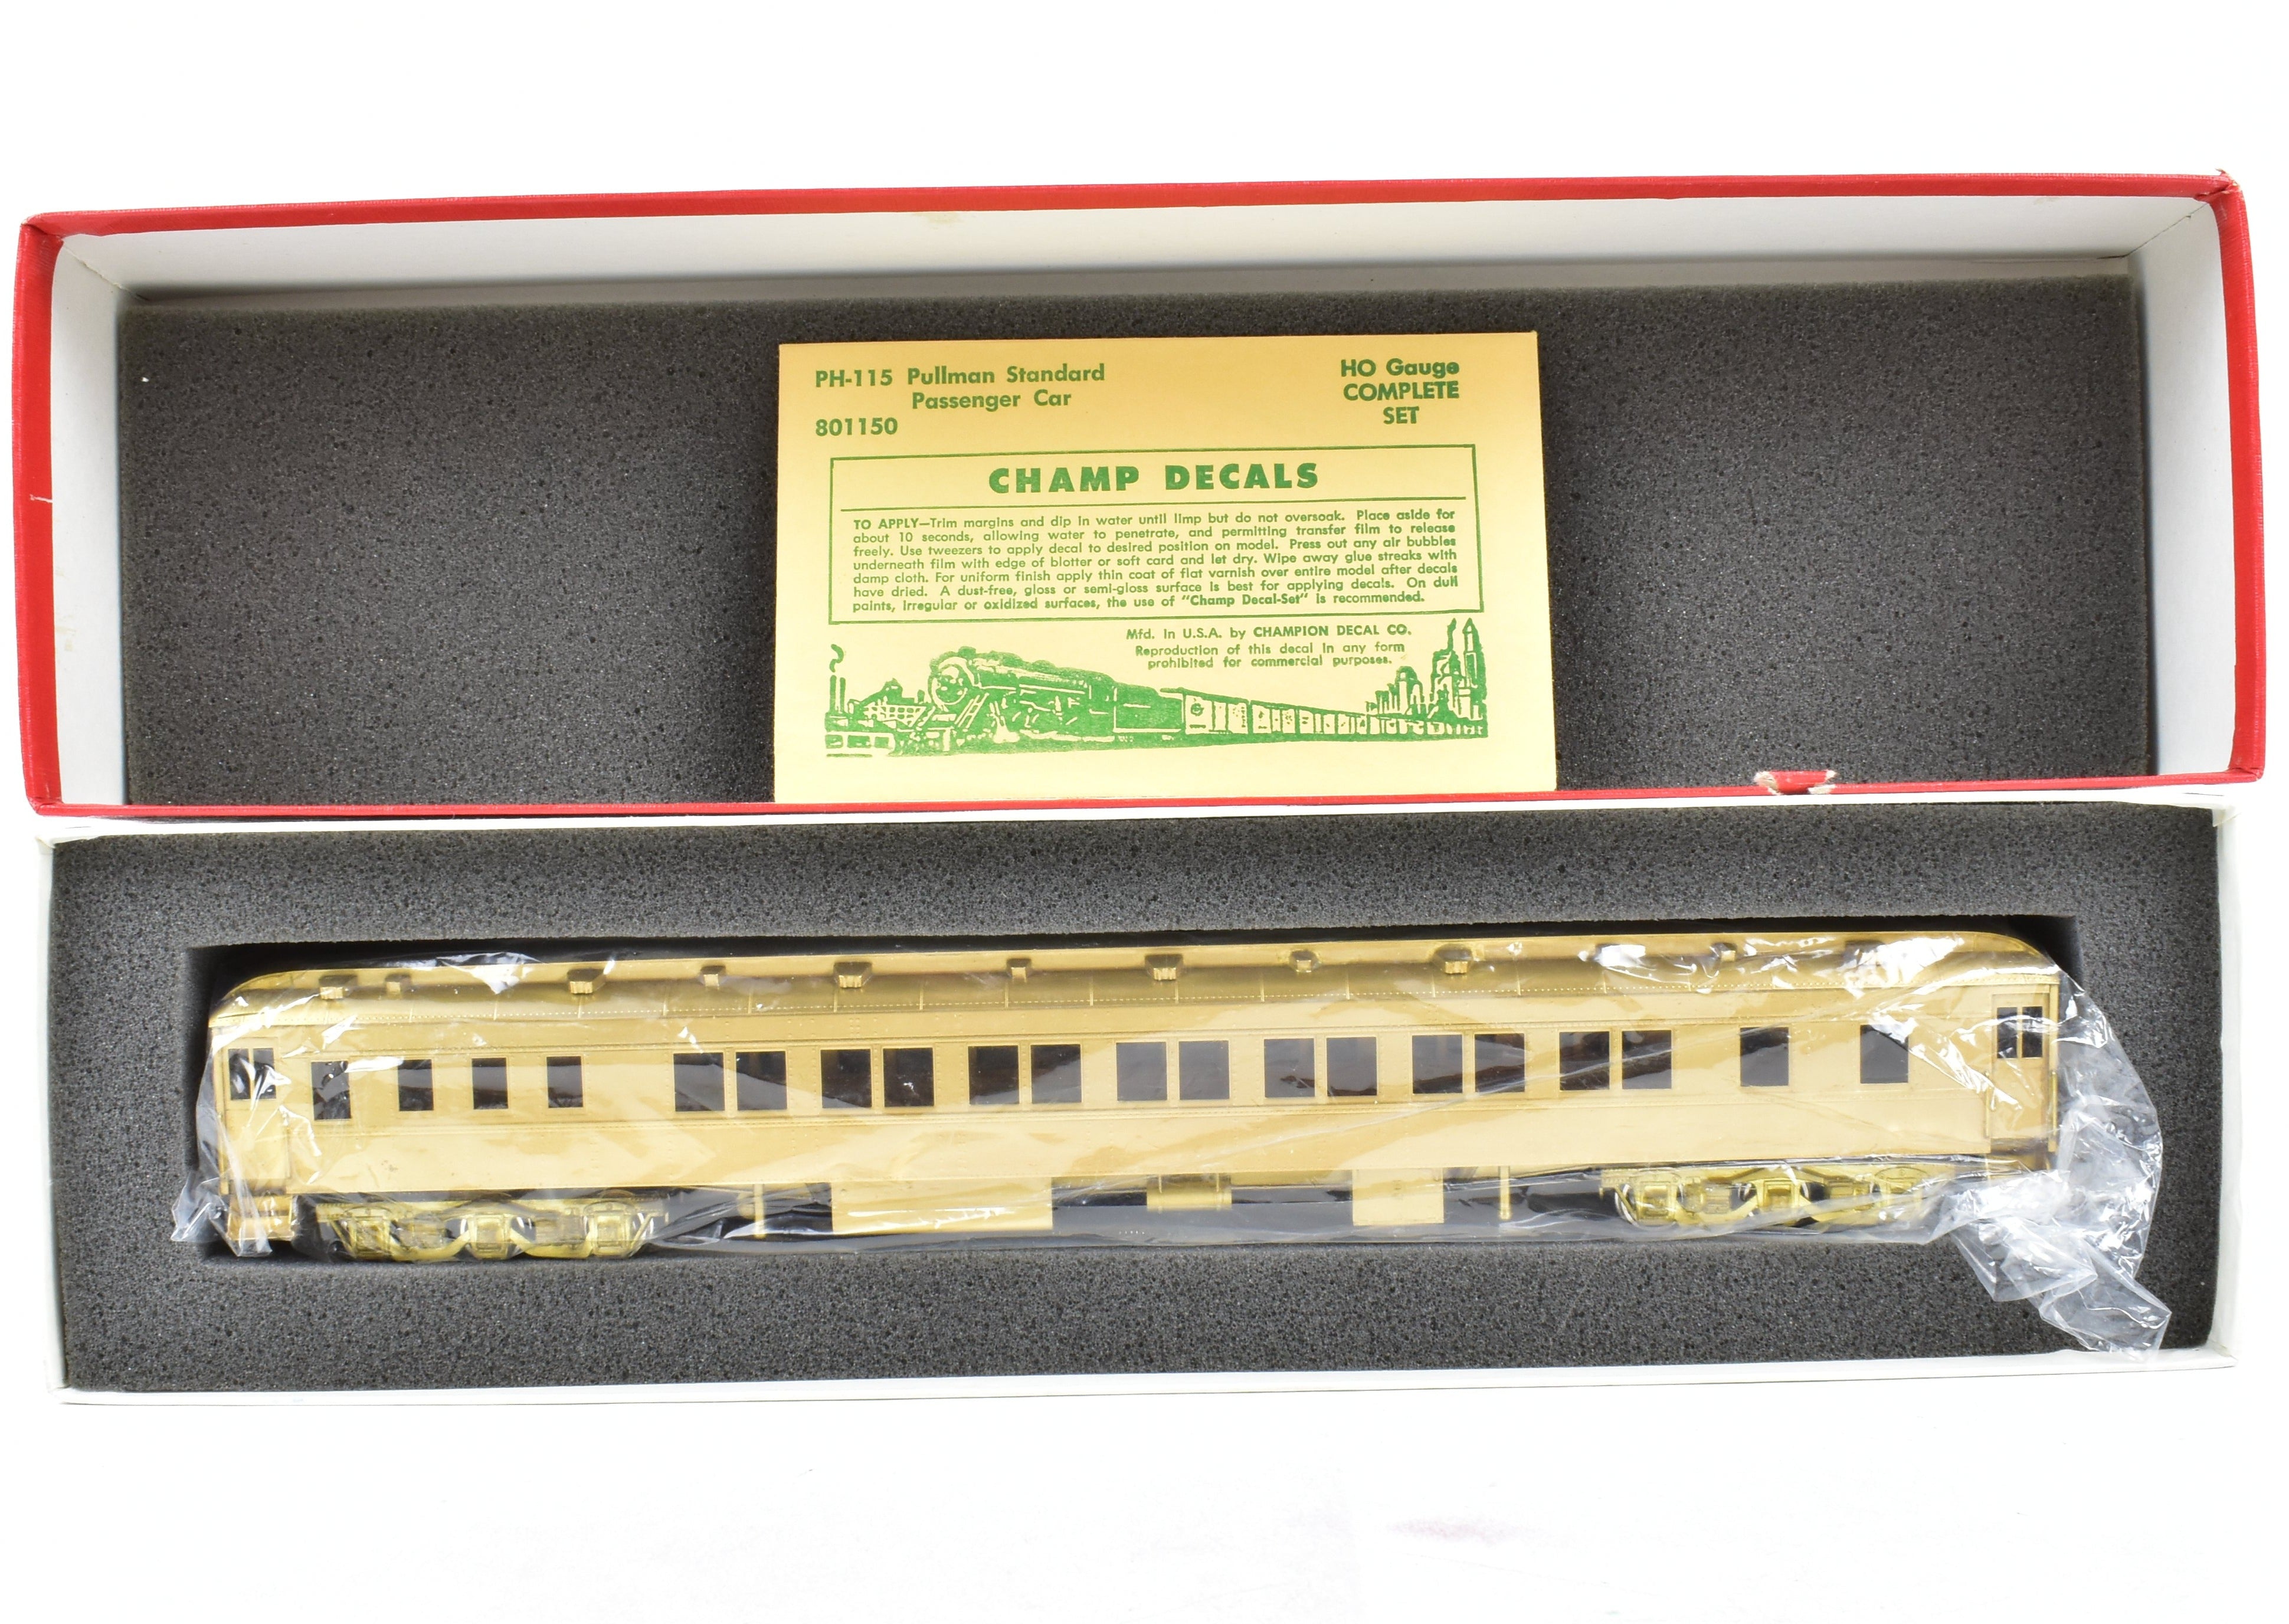 PH-115 Pullman Standard
Passenger Car
801150
HO Gauge
COMPLETE
SET
CHAMP DECALS
TO APPLY—Trim margins and dip in water until limp but do not oversoak. Place aside for
about 10 seconds, allowing water to penetrate, and permitting transfer film to release
freely. Use tweezers to apply decal to desired position on model. Press out any air bubbles
underneath film with edge of blotter or soft card and let dry. Wipe away glue streaks with
damp cloth. For uniform finish apply thin coat of flat varnish over entire model after decals
have dried. A dust-free, gloss or semi-gloss surface is best for applying decals. On dull
paints, irregular or oxidized surfaces, the use of "Champ Decal-Set" is recommended.
Mfd. in U.S.A. by CHAMPION DECAL CO.
Reproduction of this decal in any form
prohibited for commercial purposes.